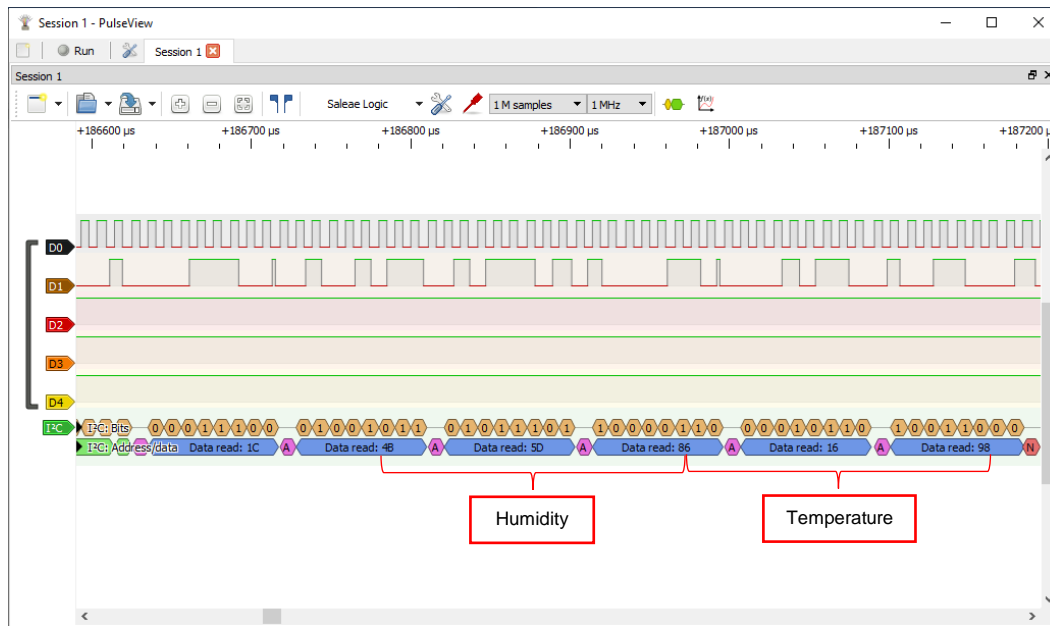 Session 1 - PulseView
Run
Session 1
Session 1
Saleae Logic
1 M samples
1 MHz
+186600 µs +186700 µs +186800 µs +186900 µs +187000 µs +187100 µs +187200
D0
D1
D2
D3
D4
I²C I²C: Bits 0 0 0 1 1 1 0 0 0 1 0 0 1 0 1 1 0 1 0 1 1 1 0 1 1 0 0 0 0 1 1 0 0 0 0 1 0 1 1 0 1 0 0 1 1 0 0 0
I²C: Address/data Data read: 1C A Data read: 4B A Data read: 5D A Data read: 86 A Data read: 16 A Data read: 98 N
Humidity
Temperature